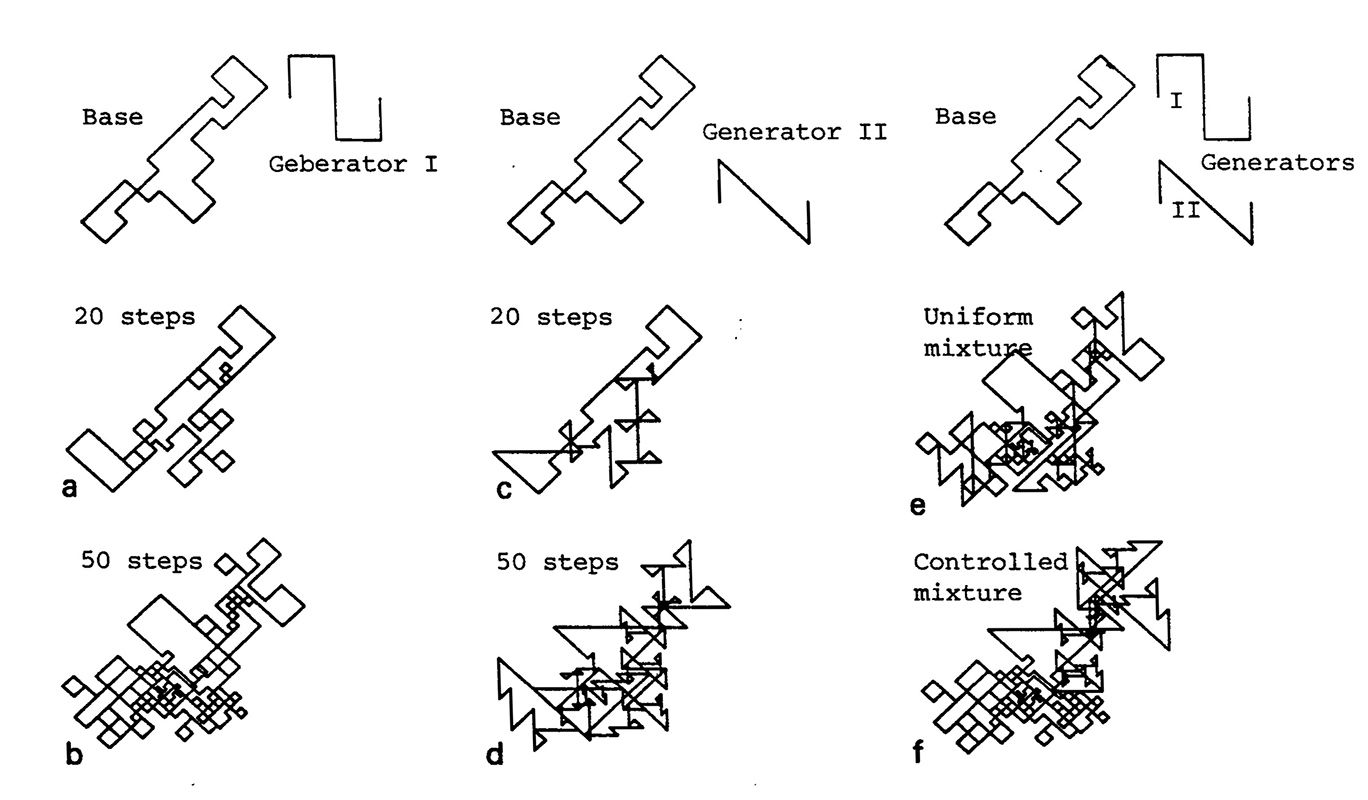 Base
Geberator I
Base
Generator II
Base
I
Generators
II
20 steps
a
20 steps
c
Uniform
mixture
e
50 steps
b
50 steps
d
Controlled
mixture
f